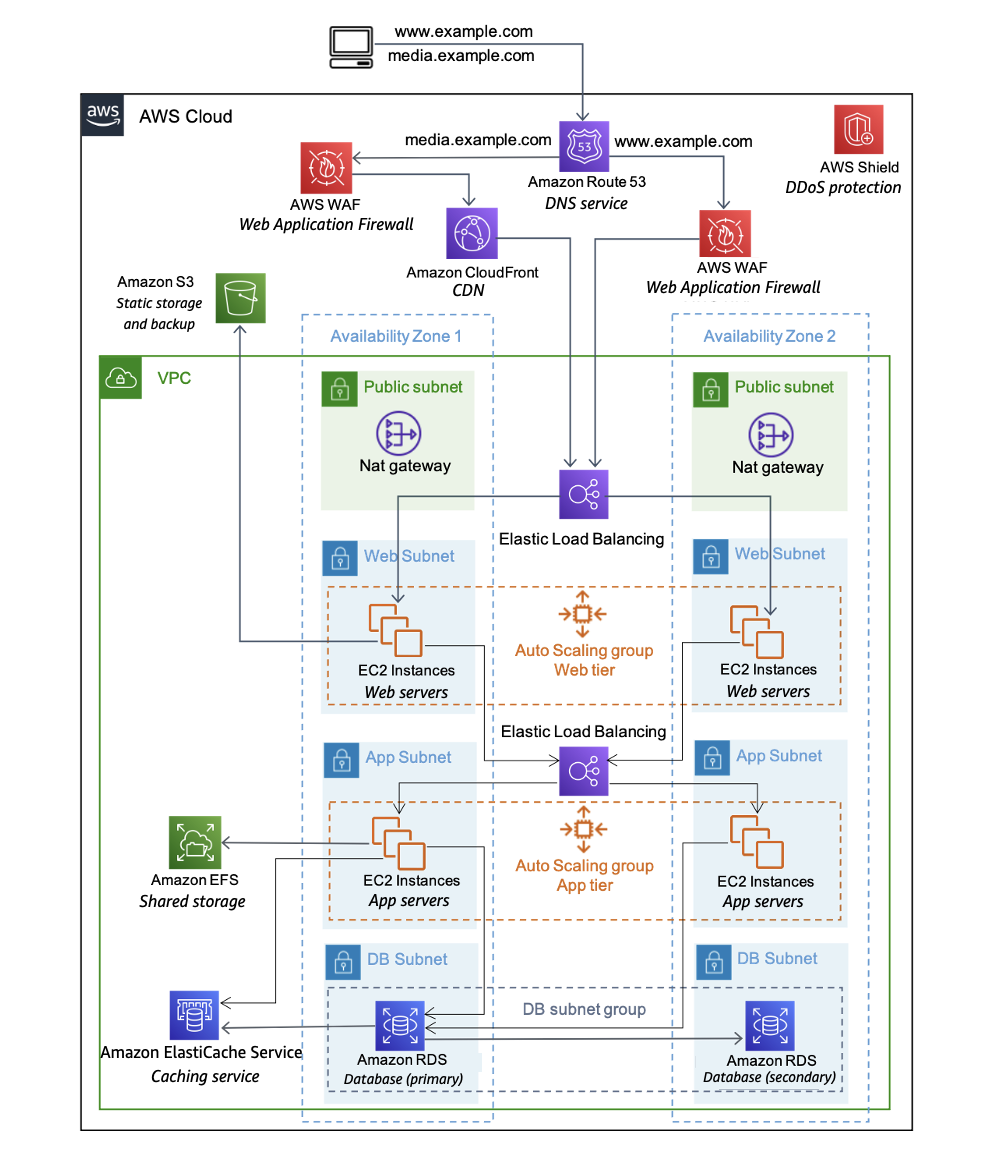 www.example.com
media.example.com
aws
AWS Cloud
media.example.com
53
www.example.com
Amazon Route 53
DNS service
AWS Shield
DDoS protection
AWS WAF
Web Application Firewall
Amazon CloudFront
CDN
AWS WAF
Web Application Firewall
Amazon S3
Static storage
and backup
Availability Zone 1
Availability Zone 2
VPC
Public subnet
Nat gateway
Public subnet
Nat gateway
Elastic Load Balancing
Web Subnet
Web Subnet
Auto Scaling group
Web tier
EC2 Instances
Web servers
EC2 Instances
Web servers
Elastic Load Balancing
App Subnet
App Subnet
Auto Scaling group
App tier
EC2 Instances
App servers
EC2 Instances
App servers
Amazon EFS
Shared storage
DB Subnet
DB Subnet
DB subnet group
Amazon ElastiCache Service
Caching service
Amazon RDS
Database (primary)
Amazon RDS
Database (secondary)